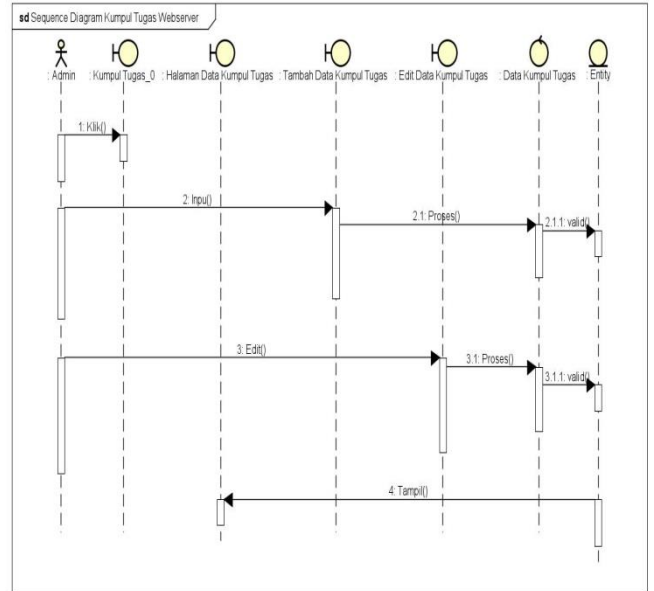 sd Sequence Diagram Kumpul Tugas Webserver
: Admin
: Kumpul Tugas_0
: Halaman Data Kumpul Tugas
: Tambah Data Kumpul Tugas
: Edit Data Kumpul Tugas
: Data Kumpul Tugas
: Entity
1: Klik()
2: Inpu()
2.1: Proses()
2.1.1: valid()
3: Edit()
3.1: Proses()
3.1.1: valid()
4: Tampil()